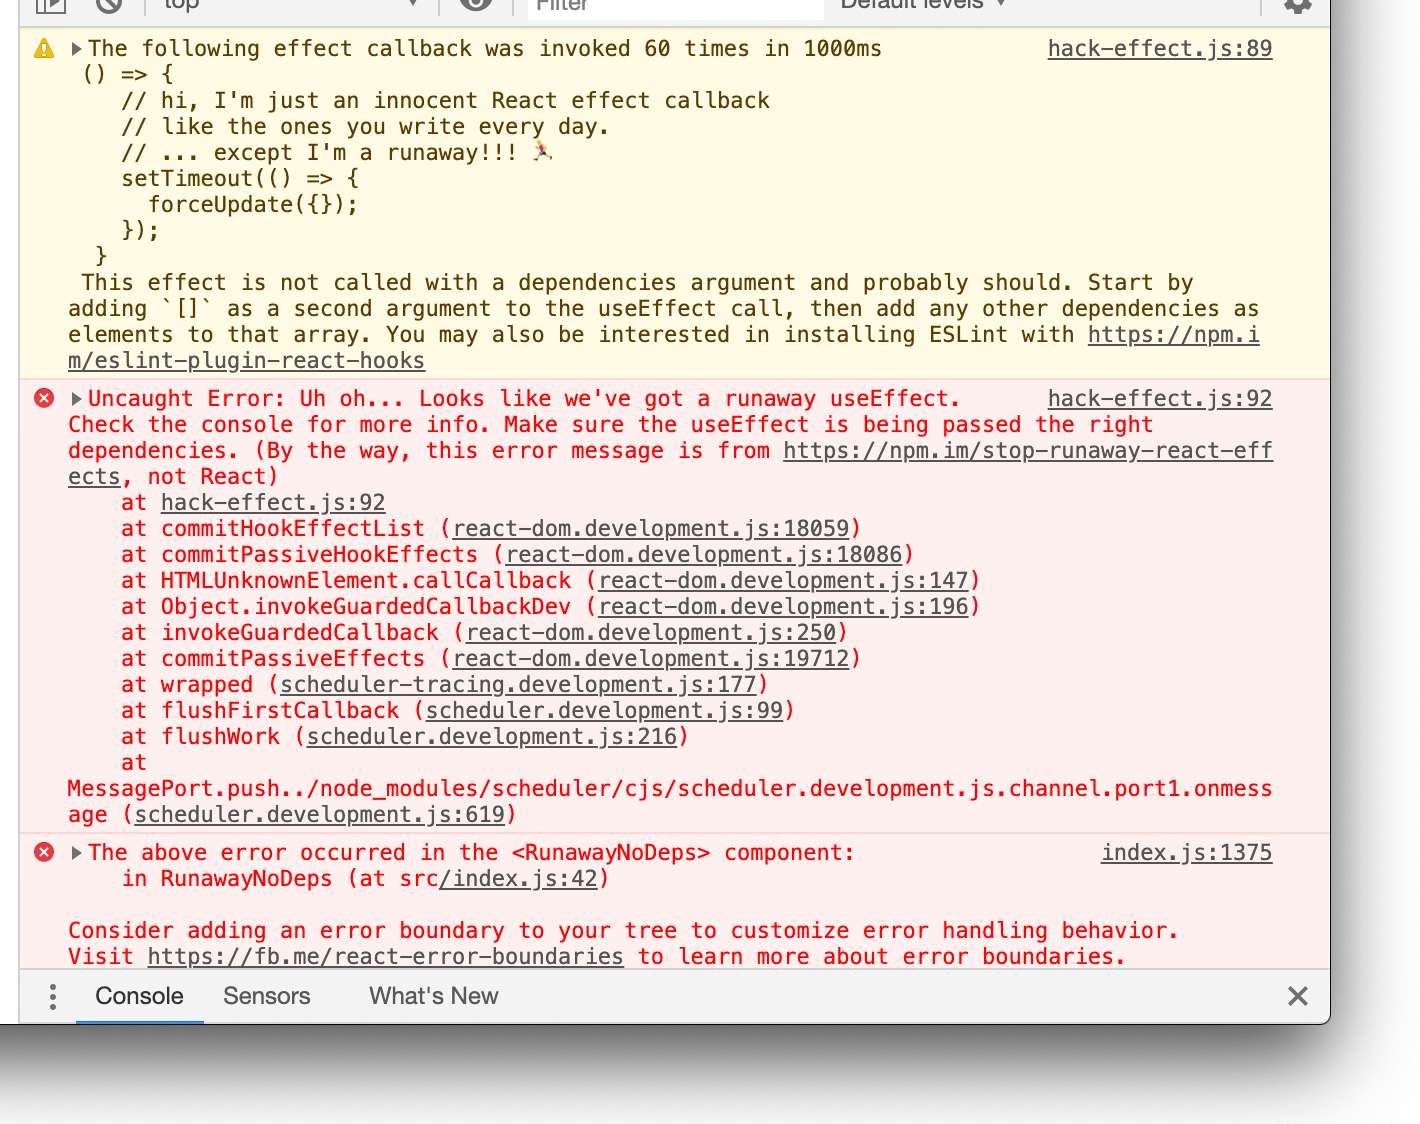 top
Filter
Default levels
The following effect callback was invoked 60 times in 1000ms hack-effect.js:89
() => {
// hi, I'm just an innocent React effect callback
// like the ones you write every day.
// ... except I'm a runaway!!! 🏃
setTimeout(() => {
forceUpdate({});
});
}
This effect is not called with a dependencies argument and probably should. Start by
adding `[]` as a second argument to the useEffect call, then add any other dependencies as
elements to that array. You may also be interested in installing ESLint with https://npm.i
m/eslint-plugin-react-hooks
Uncaught Error: Uh oh... Looks like we've got a runaway useEffect. hack-effect.js:92
Check the console for more info. Make sure the useEffect is being passed the right
dependencies. (By the way, this error message is from https://npm.im/stop-runaway-react-eff
ects, not React)
at hack-effect.js:92
at commitHookEffectList (react-dom.development.js:18059)
at commitPassiveHookEffects (react-dom.development.js:18086)
at HTMLUnknownElement.callCallback (react-dom.development.js:147)
at Object.invokeGuardedCallbackDev (react-dom.development.js:196)
at invokeGuardedCallback (react-dom.development.js:250)
at commitPassiveEffects (react-dom.development.js:19712)
at wrapped (scheduler-tracing.development.js:177)
at flushFirstCallback (scheduler.development.js:99)
at flushWork (scheduler.development.js:216)
at
MessagePort.push../node_modules/scheduler/cjs/scheduler.development.js.channel.port1.onmess
age (scheduler.development.js:619)
The above error occurred in the <RunawayNoDeps> component: index.js:1375
in RunawayNoDeps (at src/index.js:42)
Consider adding an error boundary to your tree to customize error handling behavior.
Visit https://fb.me/react-error-boundaries to learn more about error boundaries.
Console Sensors What's New